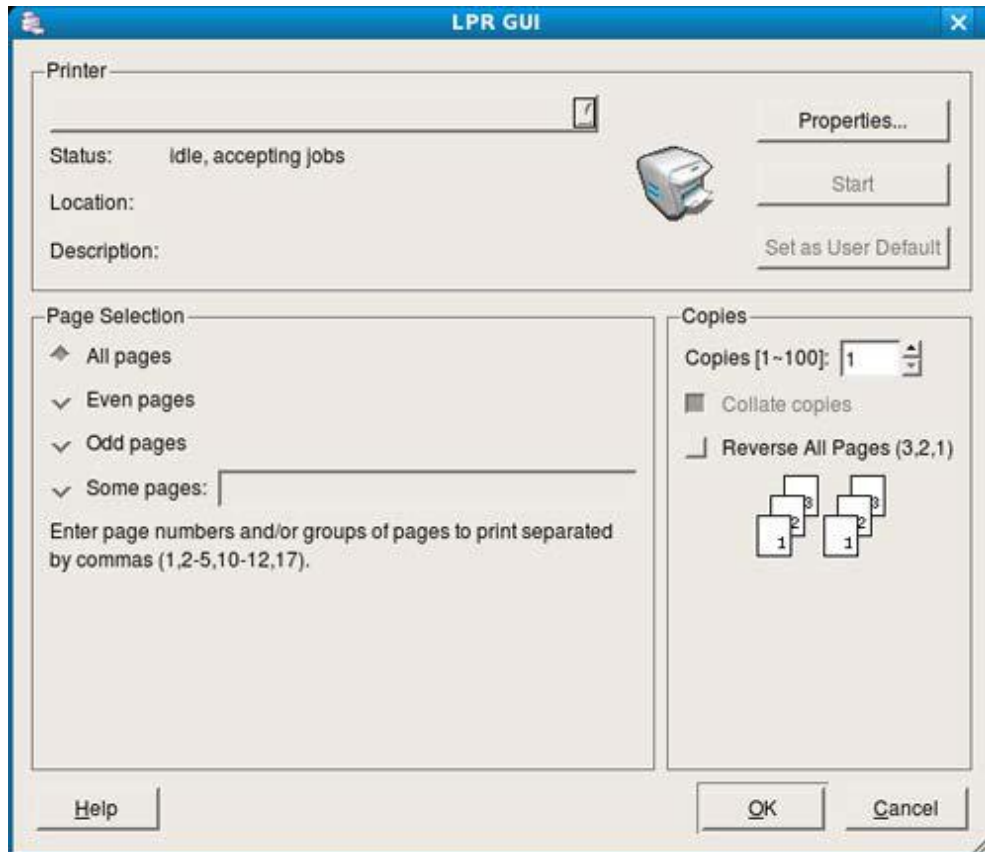 LPR GUI
Printer
Properties...
Status: idle, accepting jobs
Start
Location:
Set as User Default
Description:
Page Selection
All pages
Even pages
Odd pages
Some pages:
Enter page numbers and/or groups of pages to print separated
by commas (1,2-5,10-12,17).
Copies
Copies [1~100]: 1
Collate copies
Reverse All Pages (3,2,1)
3 3
2 2
1 1
Help
OK
Cancel